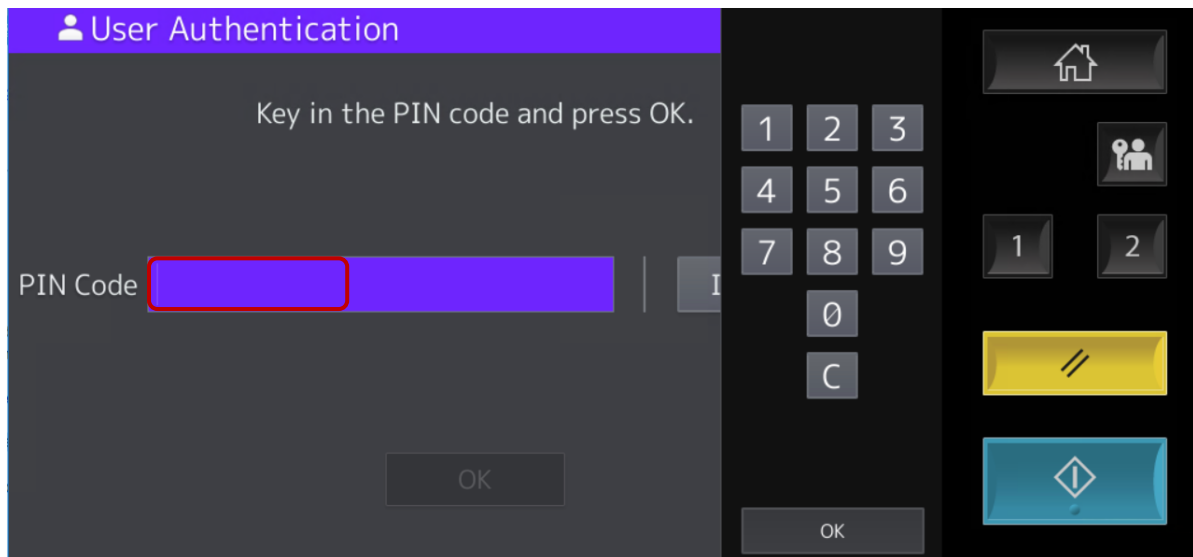 User Authentication
Key in the PIN code and press OK.
PIN Code
I
OK
1 2 3
4 5 6
7 8 9
0
C
OK
1 2